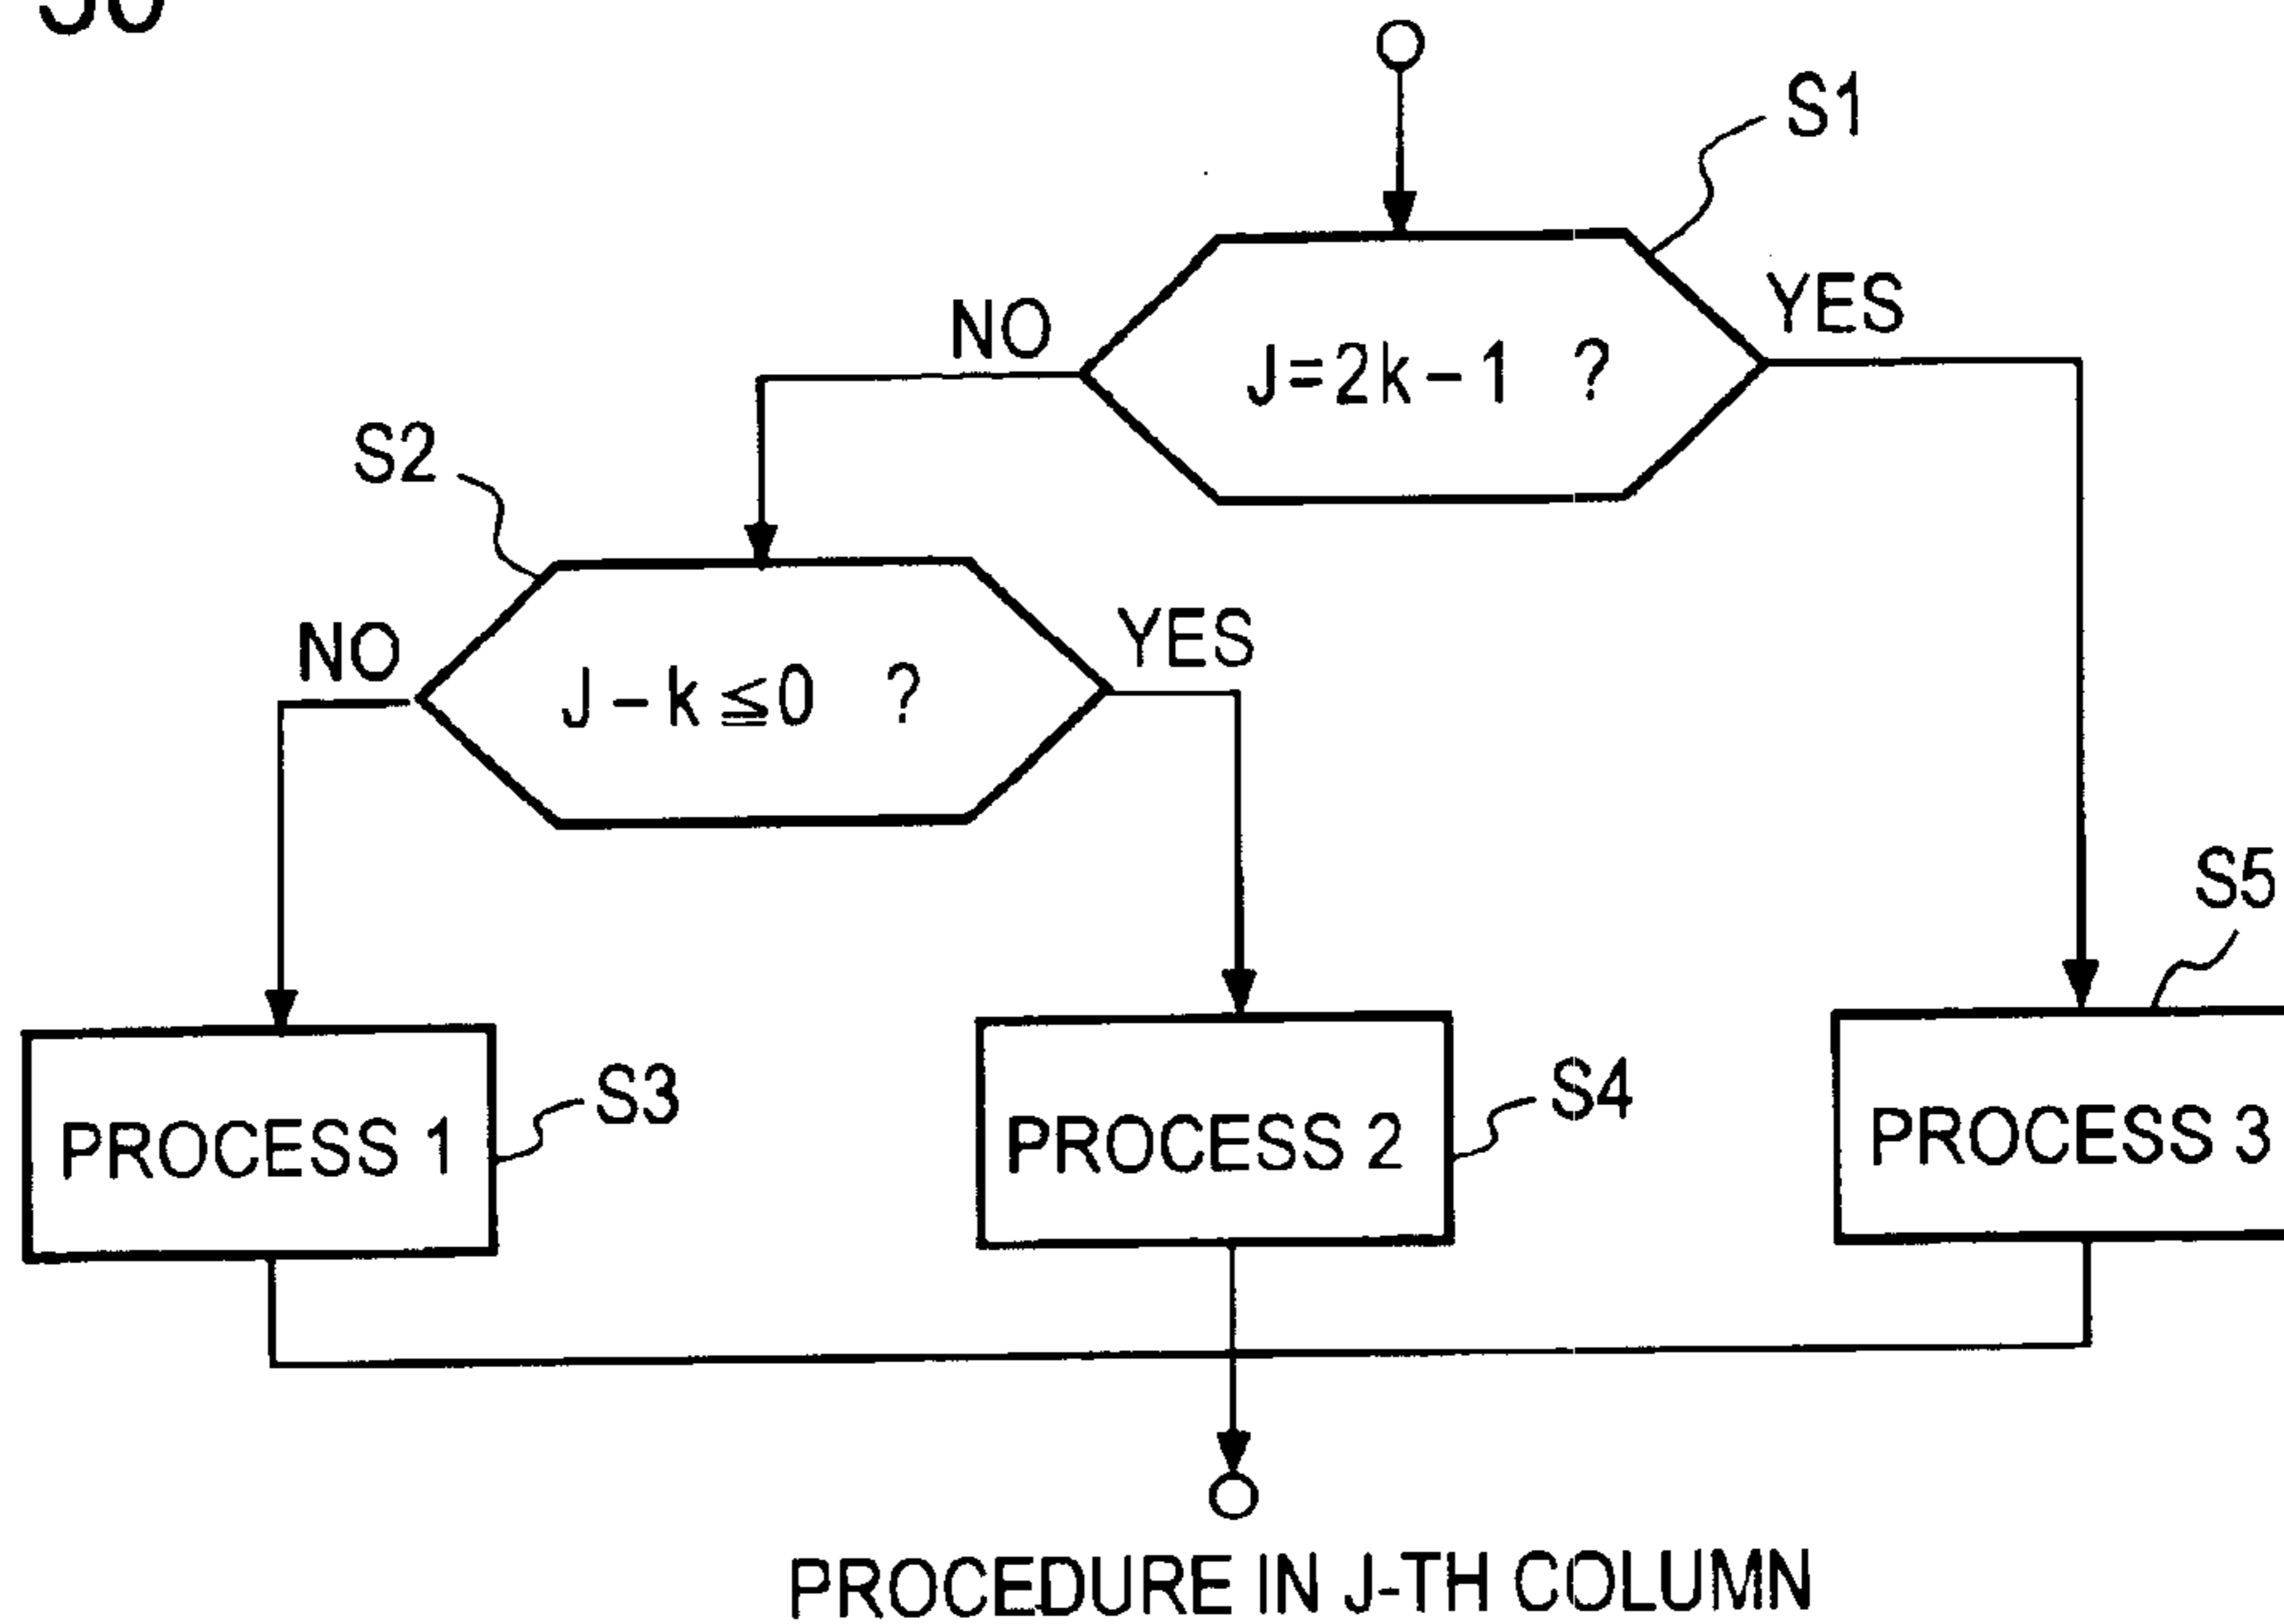 S1
NO
YES
J=2k-1 ?
S2
NO
YES
J-k≦0 ?
S5
S3
S4
PROCESS 1
PROCESS 2
PROCESS 3
PROCEDURE IN J-TH COLUMN